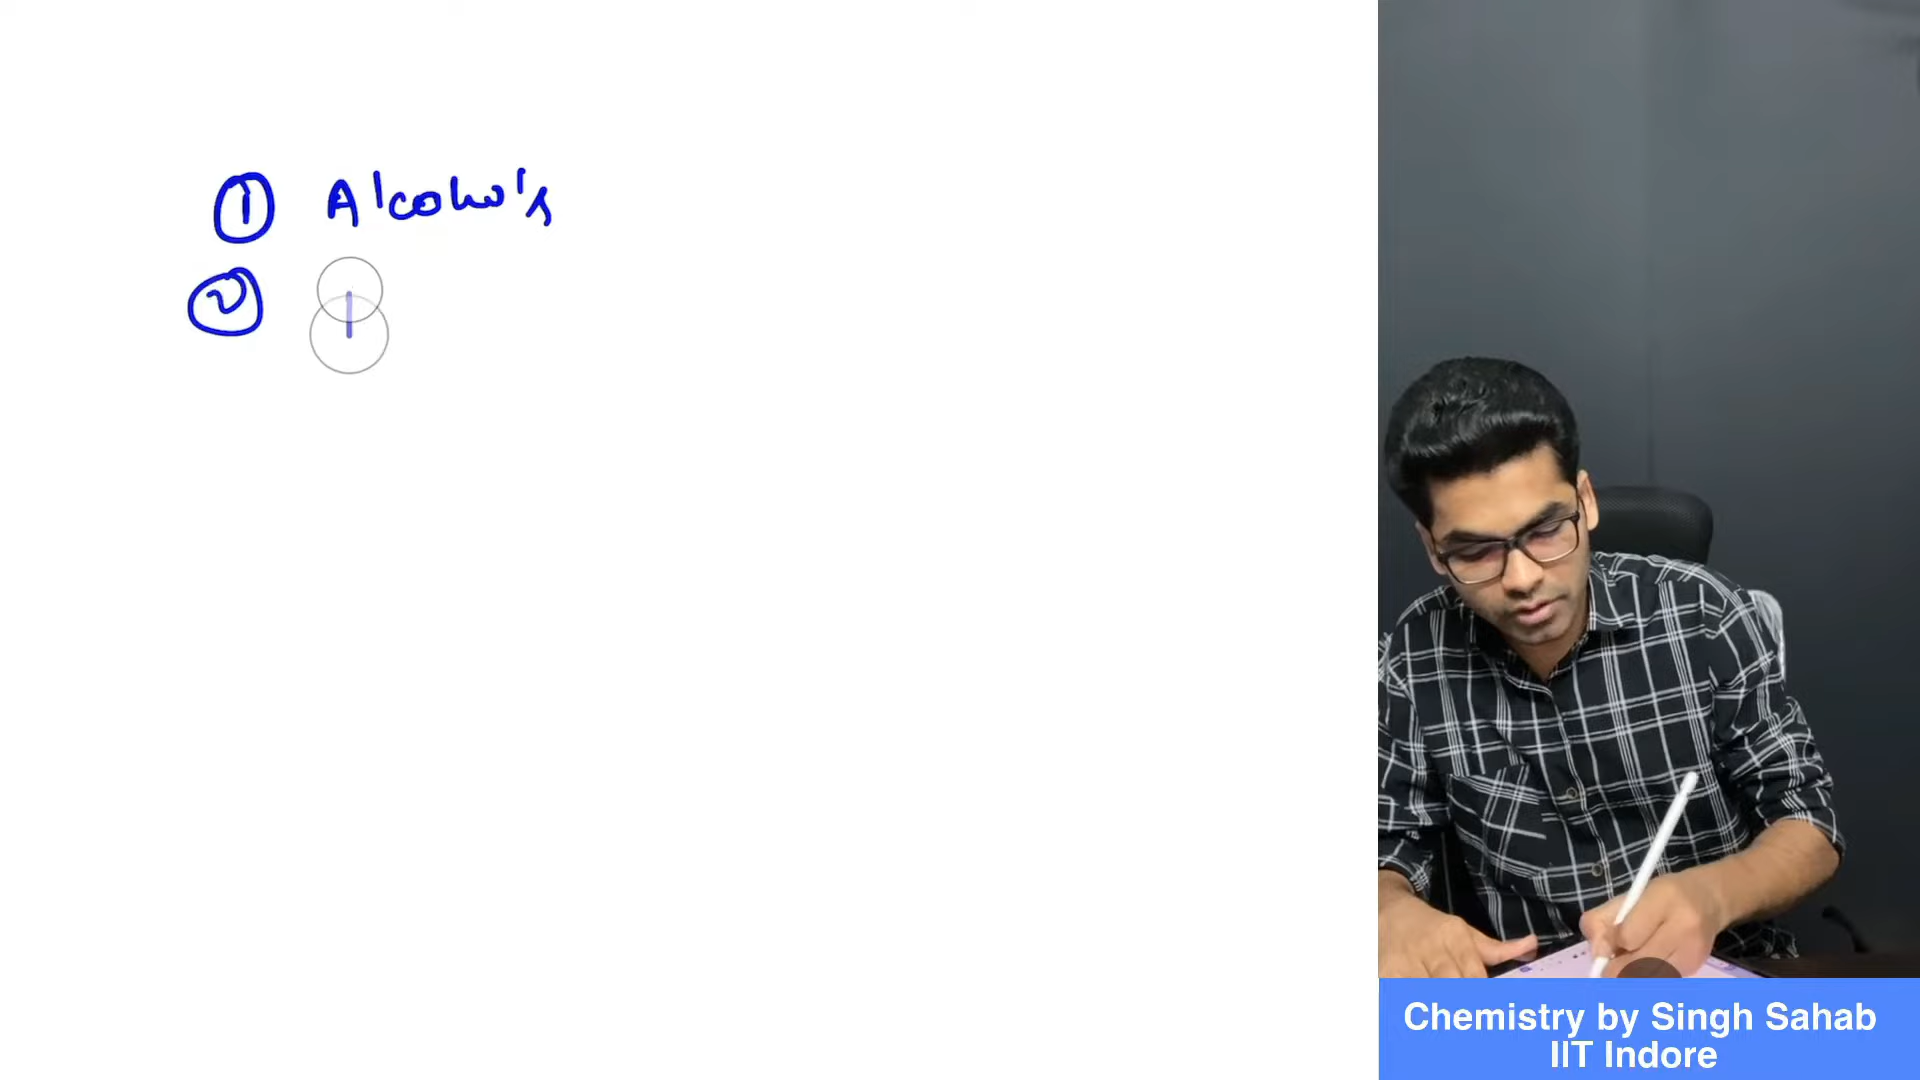 ① Alcohol's
②
Chemistry by Singh Sahab
IIT Indore